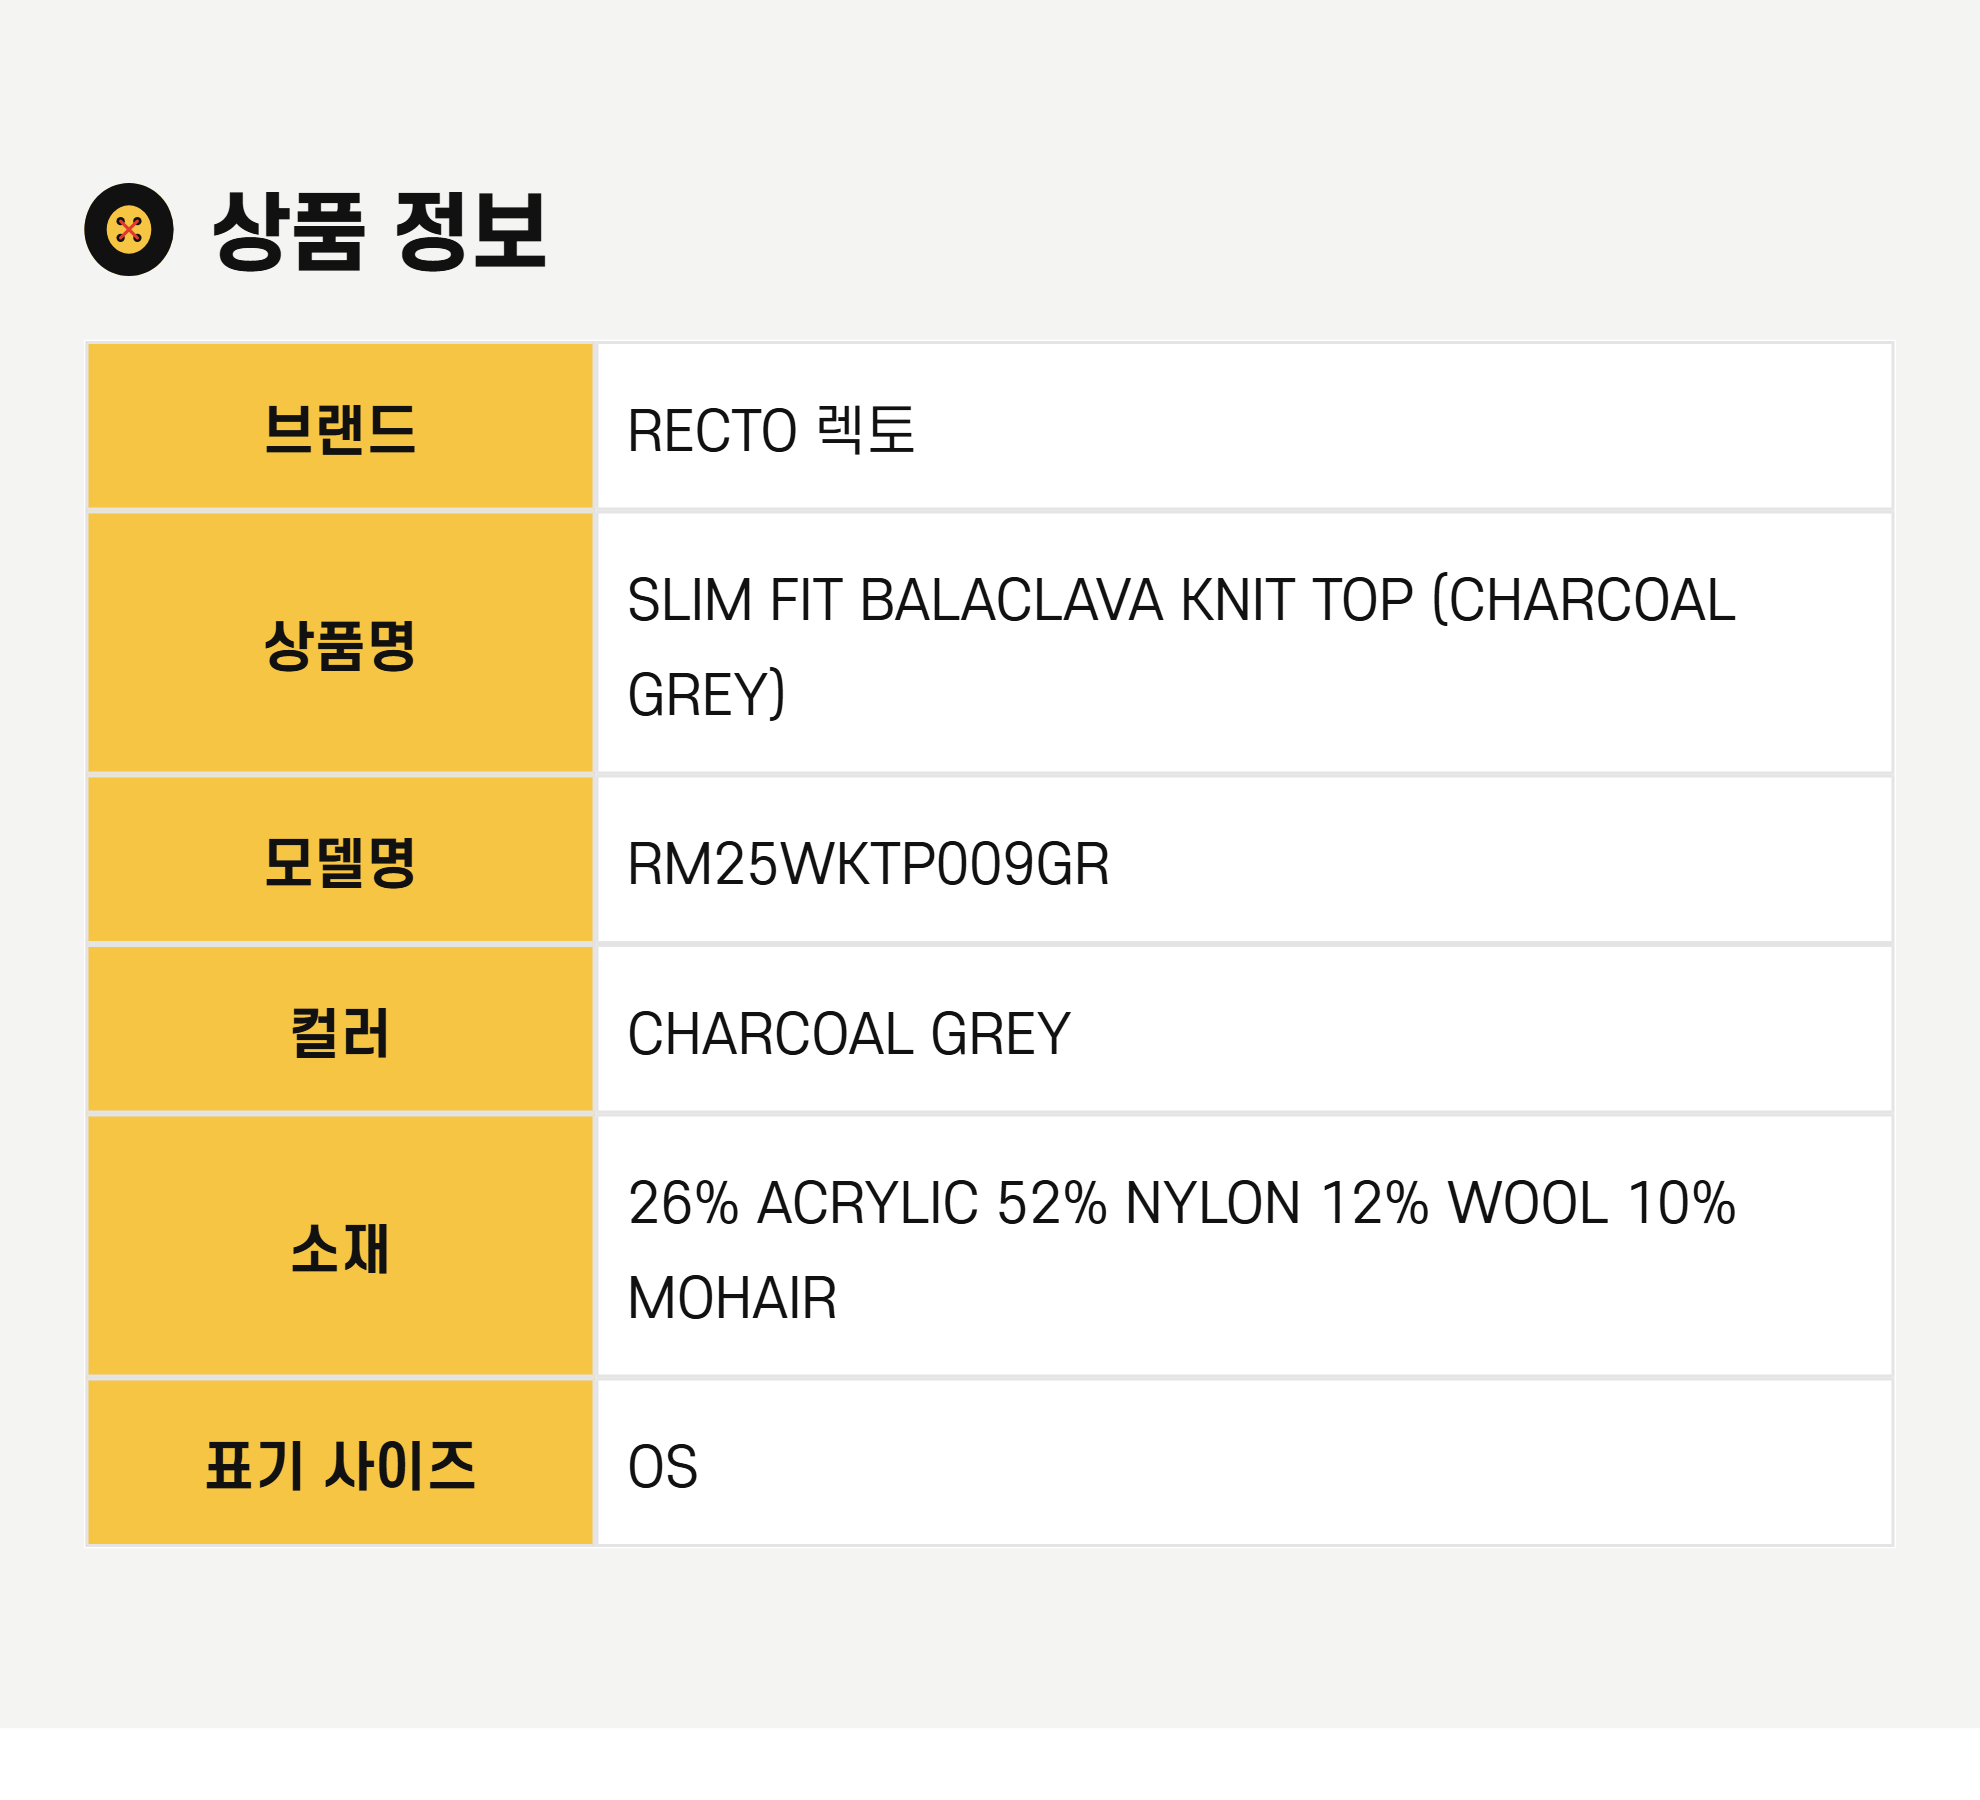 상품 정보
브랜드
RECTO 렉토
상품명
SLIM FIT BALACLAVA KNIT TOP (CHARCOAL
GREY)
모델명
RM25WKTP009GR
컬러
CHARCOAL GREY
소재
26% ACRYLIC 52% NYLON 12% WOOL 10%
MOHAIR
표기 사이즈
OS